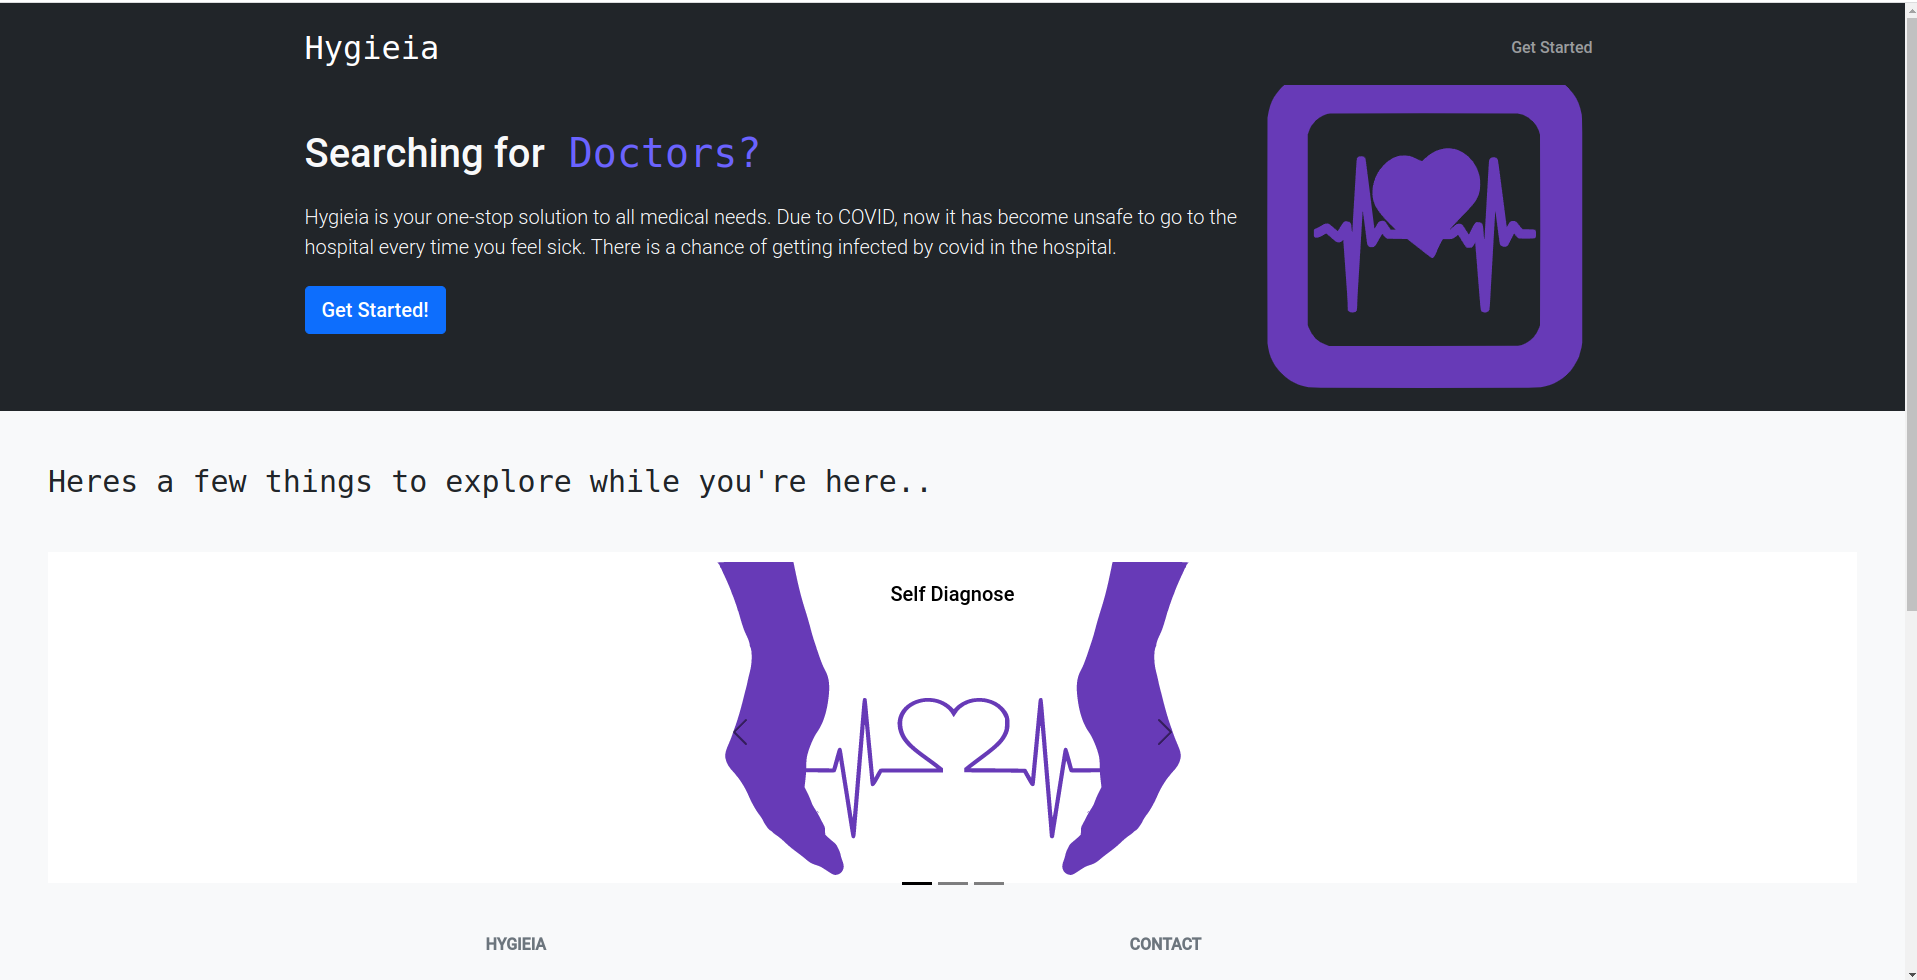 Hygieia
Get Started
Searching for Doctors?
Hygieia is your one-stop solution to all medical needs. Due to COVID, now it has become unsafe to go to the
hospital every time you feel sick. There is a chance of getting infected by covid in the hospital.
Get Started!
Heres a few things to explore while you're here..
Self Diagnose
HYGIEIA
CONTACT